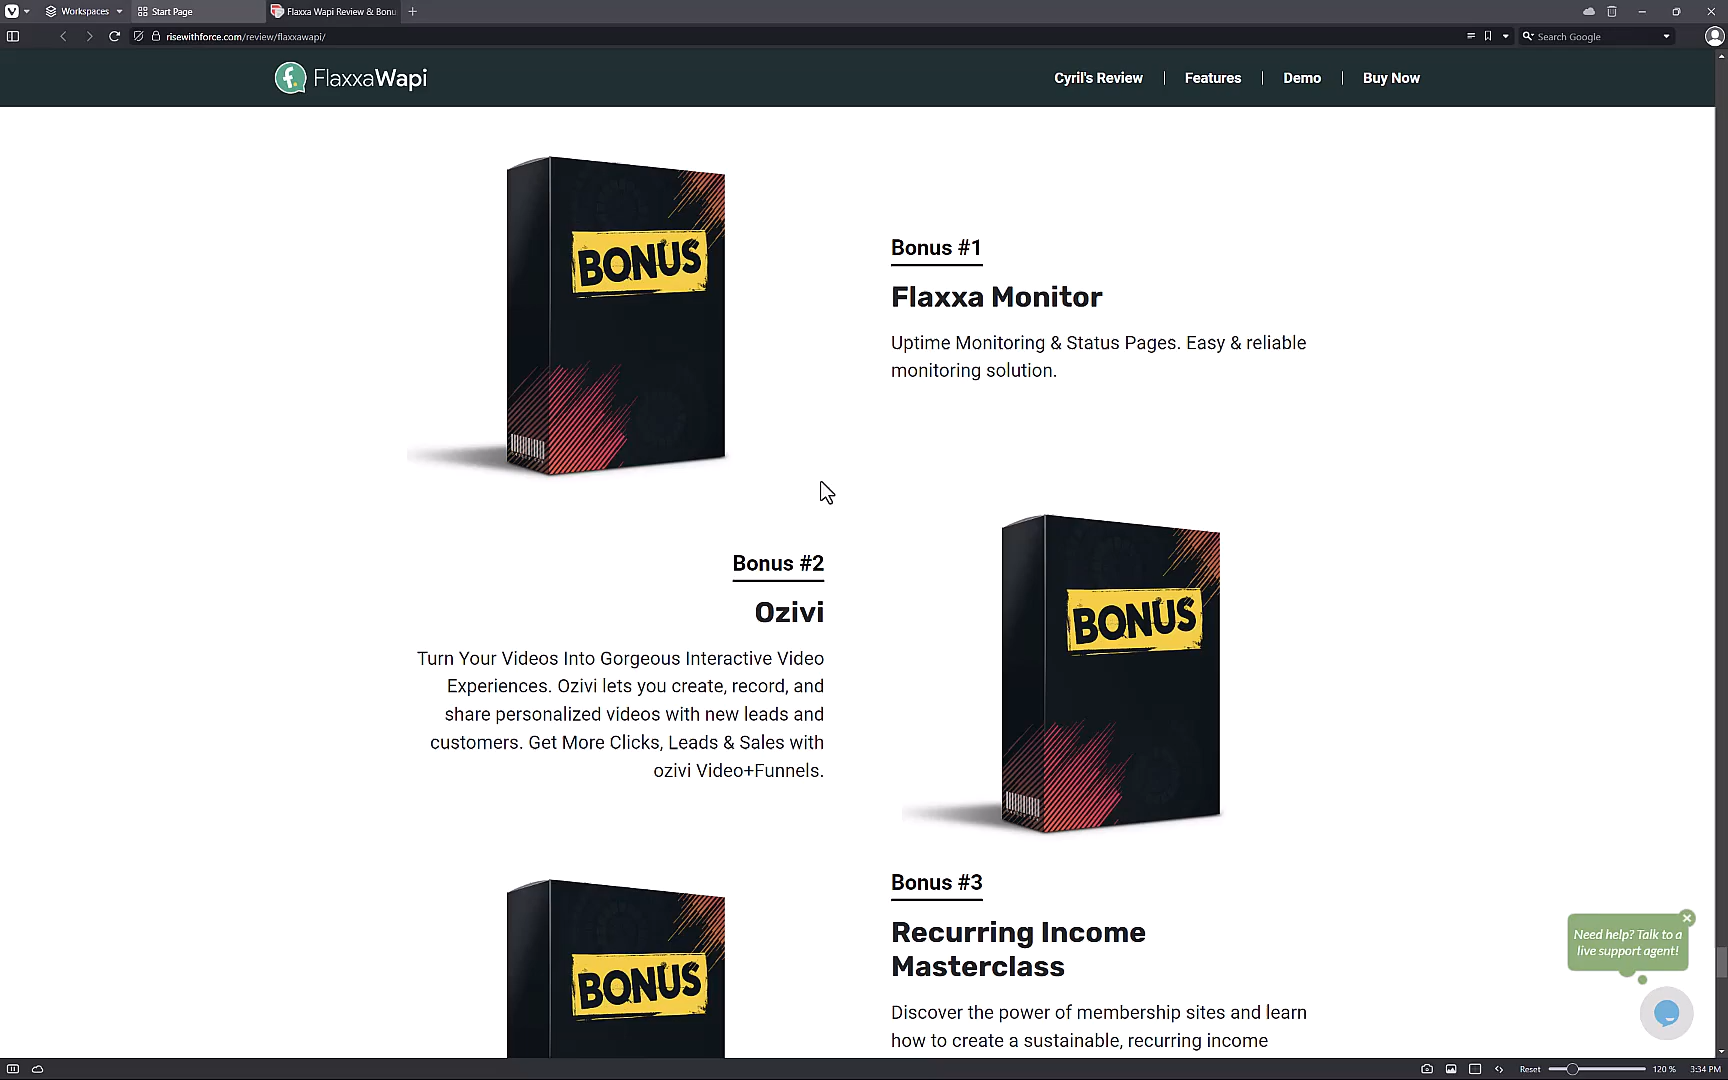 Workspaces
Start Page
Flaxxa Wapi Review & Bonu
risewithforce.com/review/flaxxawapi/
Search Google
FlaxxaWapi
Cyril's Review
Features
Demo
Buy Now
BONUS
Bonus #1
Flaxxa Monitor
Uptime Monitoring & Status Pages. Easy & reliable
monitoring solution.
Bonus #2
Ozivi
Turn Your Videos Into Gorgeous Interactive Video
Experiences. Ozivi lets you create, record, and
share personalized videos with new leads and
customers. Get More Clicks, Leads & Sales with
ozivi Video+Funnels.
BONUS
BONUS
Bonus #3
Recurring Income
Masterclass
Discover the power of membership sites and learn
how to create a sustainable, recurring income
Need help? Talk to a
live support agent!
Reset
120 %
3:34 PM